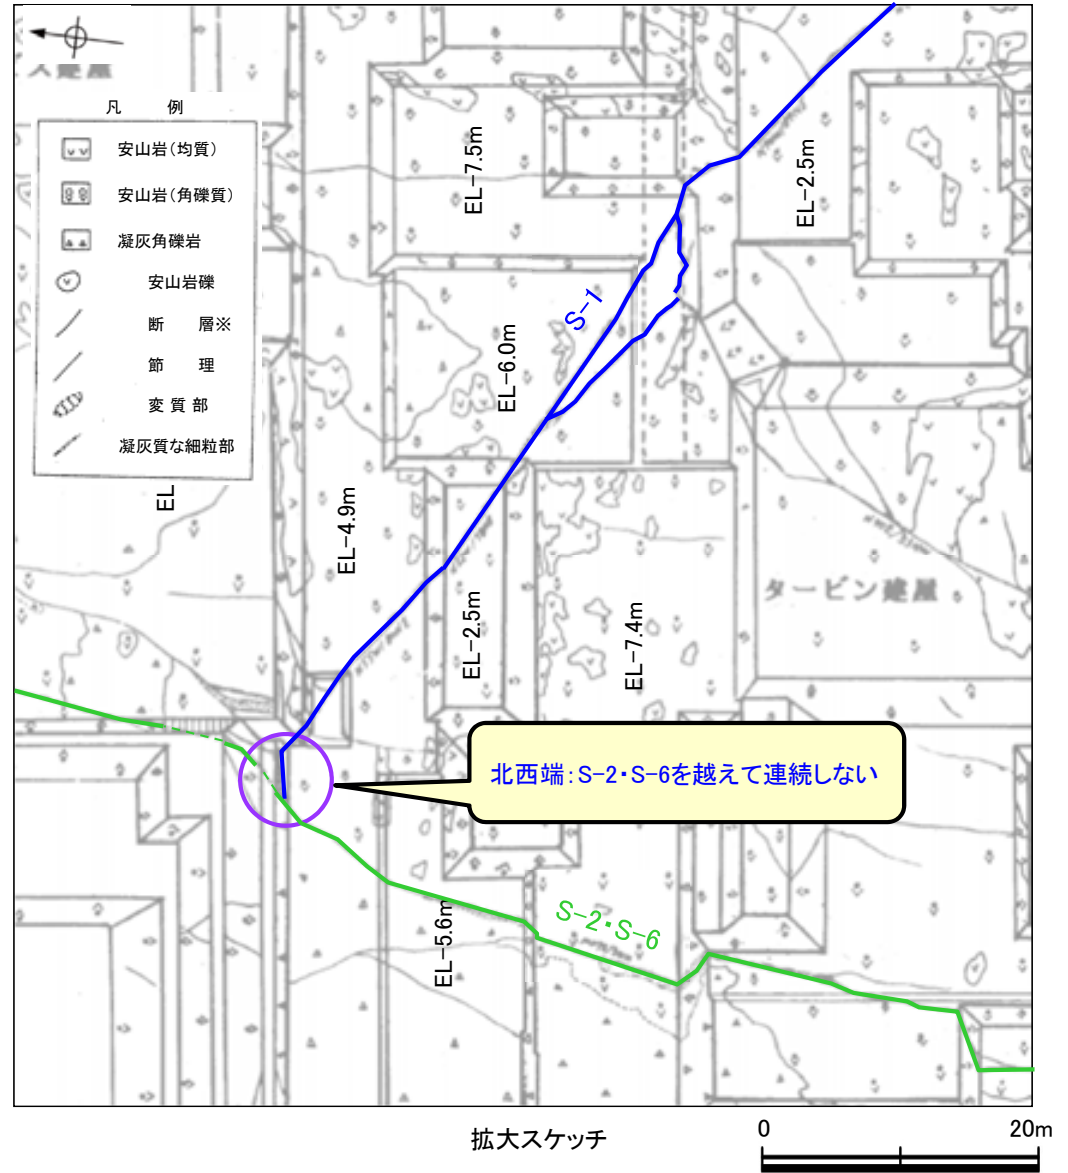 人建屋
凡 例
安山岩(均質)
安山岩(角礫質)
凝灰角礫岩
安山岩礫
断 層※
節 理
変 質 部
凝灰質な細粒部
EL-7.5m
EL-2.5m
S-1
EL-6.0m
EL
EL-4.9m
EL-2.5m
EL-7.4m
タービン建屋
北西端:S-2・S-6を越えて連続しない
S-2・S-6
EL-5.6m
拡大スケッチ
0
20m